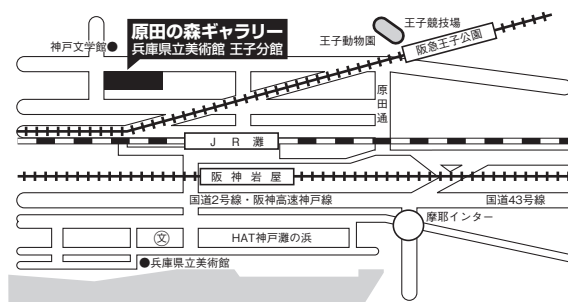 原田の森ギャラリー
兵庫県立美術館 王子分館
神戸文学館
王子競技場
王子動物園
阪急王子公園
原田通
JR灘
阪神岩屋
国道2号線・阪神高速神戸線
国道43号線
摩耶インター
文
HAT神戸灘の浜
兵庫県立美術館